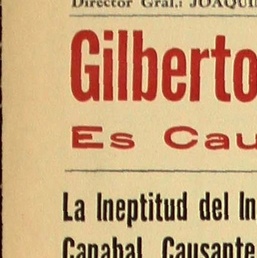 Director Gral.: JOAQUI
Gilberto
Es Cau
La Ineptitud del In
Canabal Causante